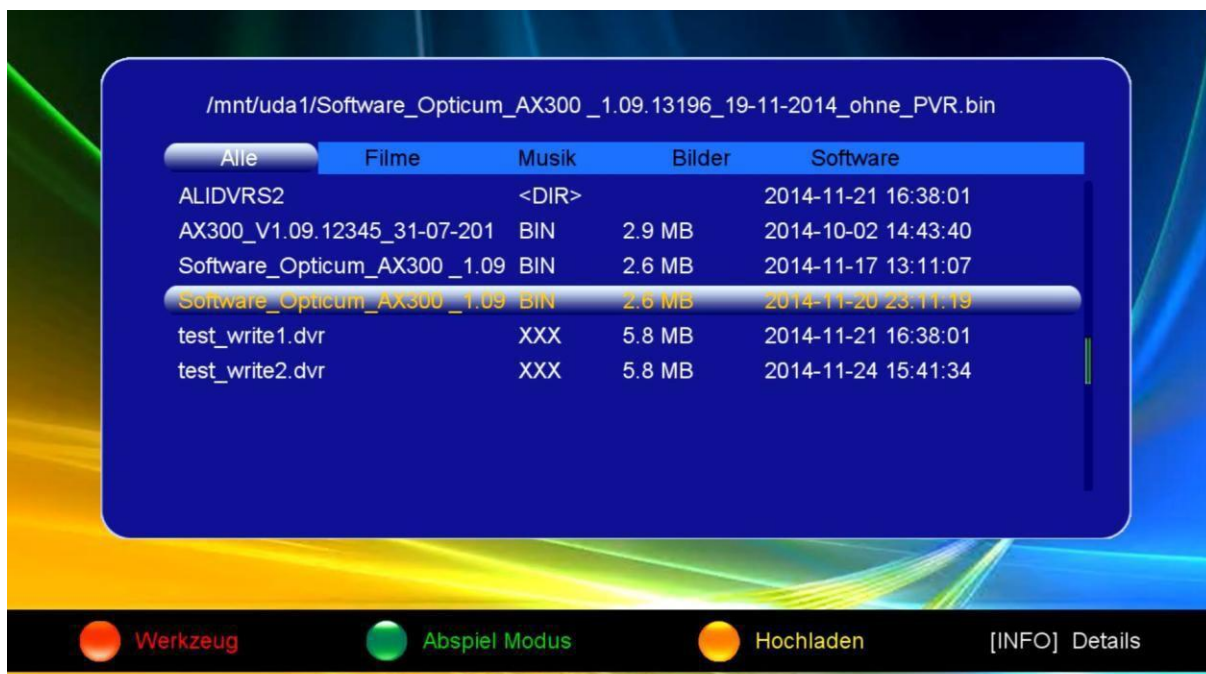 /mnt/uda1/Software_Opticum_AX300 _1.09.13196_19-11-2014_ohne_PVR.bin
Alle Filme Musik Bilder Software
ALIDVRS2 <DIR> 2014-11-21 16:38:01
AX300_V1.09.12345_31-07-201 BIN 2.9 MB 2014-10-02 14:43:40
Software_Opticum_AX300 _1.09 BIN 2.6 MB 2014-11-17 13:11:07
Software_Opticum_AX300 _1.09 BIN 2.6 MB 2014-11-20 23:11:19
test_write1.dvr XXX 5.8 MB 2014-11-21 16:38:01
test_write2.dvr XXX 5.8 MB 2014-11-24 15:41:34
Werkzeug Abspiel Modus Hochladen [INFO] Details